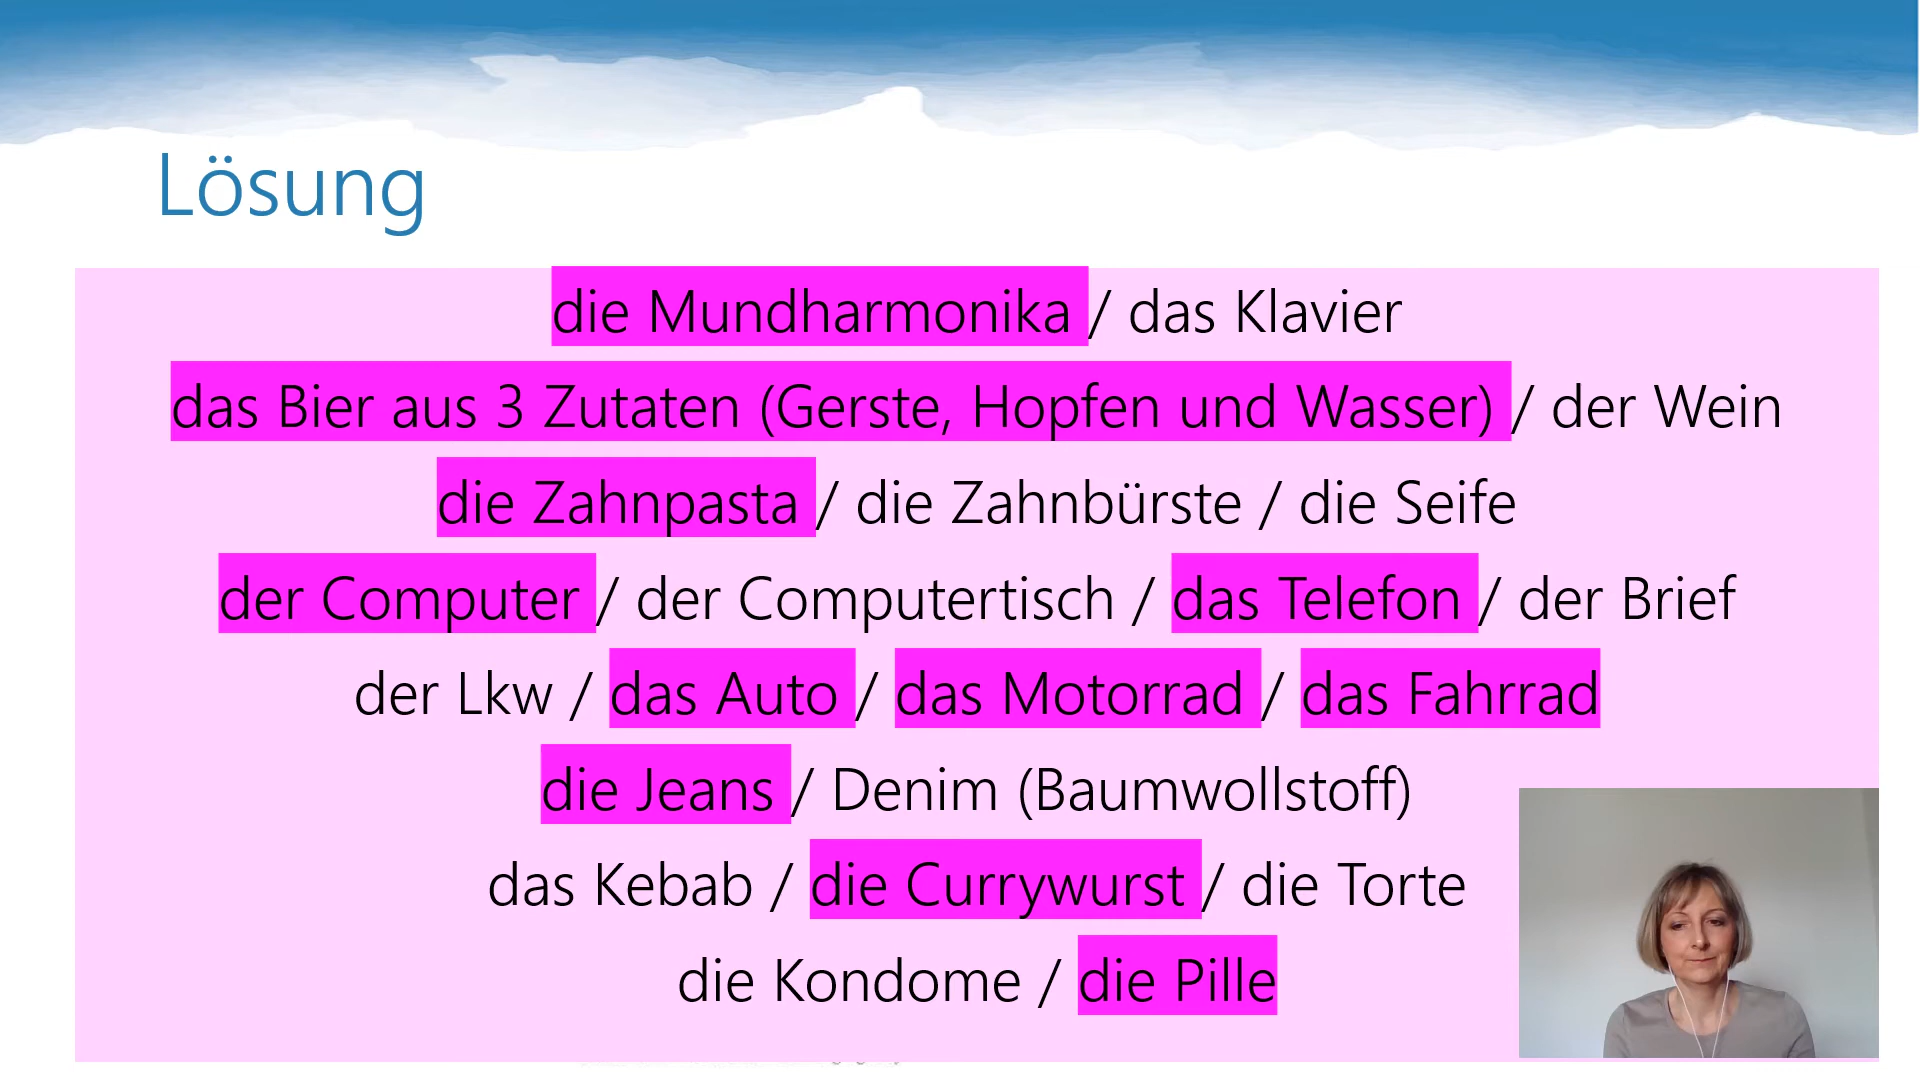 Lösung
die Mundharmonika / das Klavier
das Bier aus 3 Zutaten (Gerste, Hopfen und Wasser) / der Wein
die Zahnpasta / die Zahnbürste / die Seife
der Computer / der Computertisch / das Telefon / der Brief
der Lkw / das Auto / das Motorrad / das Fahrrad
die Jeans / Denim (Baumwollstoff)
das Kebab / die Currywurst / die Torte
die Kondome / die Pille